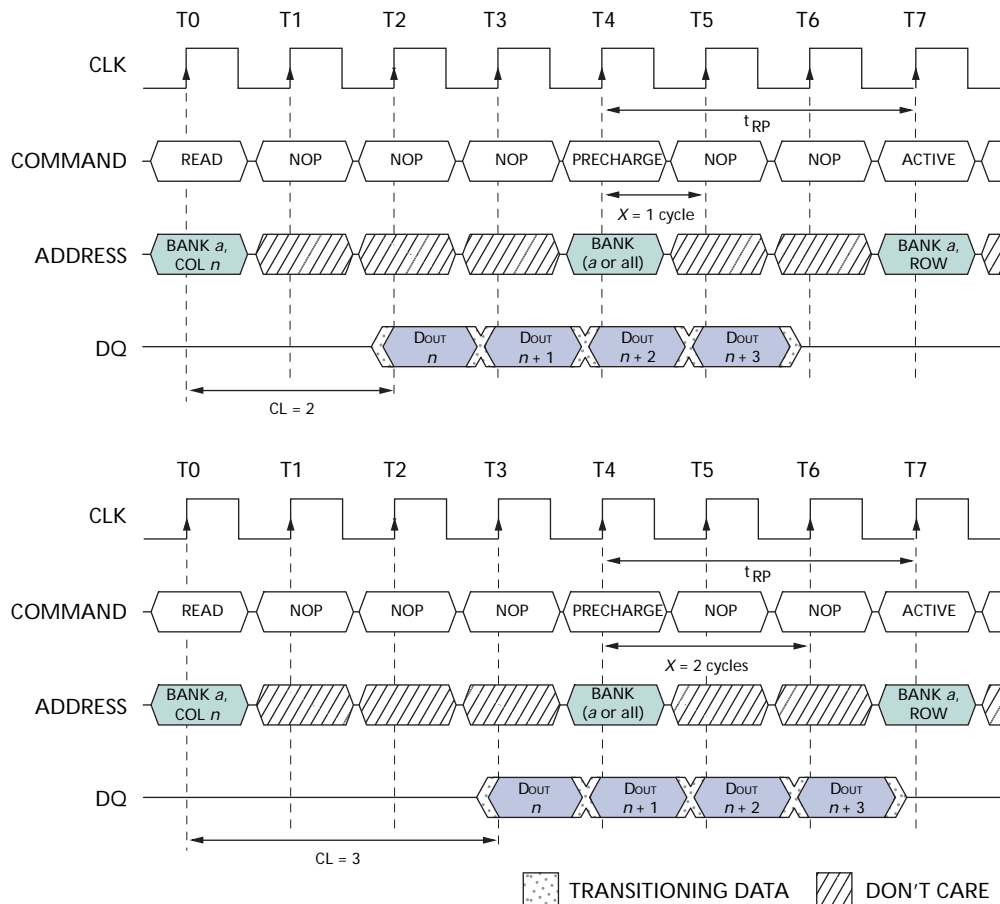 T0 T1 T2 T3 T4 T5 T6 T7
CLK
tRP
COMMAND READ NOP NOP NOP PRECHARGE NOP NOP ACTIVE
X = 1 cycle
ADDRESS BANK a, COL n BANK (a or all) BANK a, ROW
DQ DOUT n DOUT n + 1 DOUT n + 2 DOUT n + 3
CL = 2
T0 T1 T2 T3 T4 T5 T6 T7
CLK
tRP
COMMAND READ NOP NOP NOP PRECHARGE NOP NOP ACTIVE
X = 2 cycles
ADDRESS BANK a, COL n BANK (a or all) BANK a, ROW
DQ DOUT n DOUT n + 1 DOUT n + 2 DOUT n + 3
CL = 3
TRANSITIONING DATA DON'T CARE